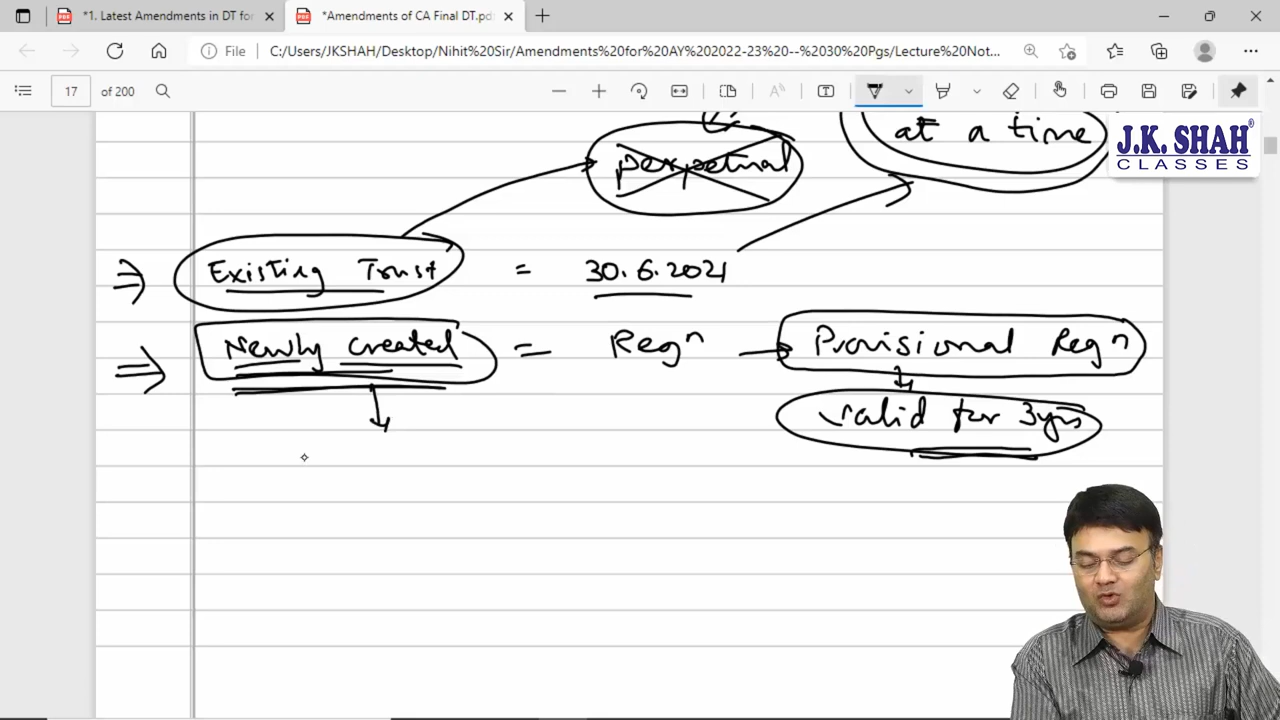 *1. Latest Amendments in DT for
*Amendments of CA Final DT.pd
File
C:/Users/JKSHAH/Desktop/Nihit%20Sir/Amendments%20for%20AY%202022-23%20--%2030%20Pgs/Lecture%20Not...
17 of 200
at a time
J.K. SHAH®
CLASSES
perpetual
⇒ Existing Trust = 30.6.2021
⇒ Newly created = Regn → Provisional Regn
valid for 3yrs